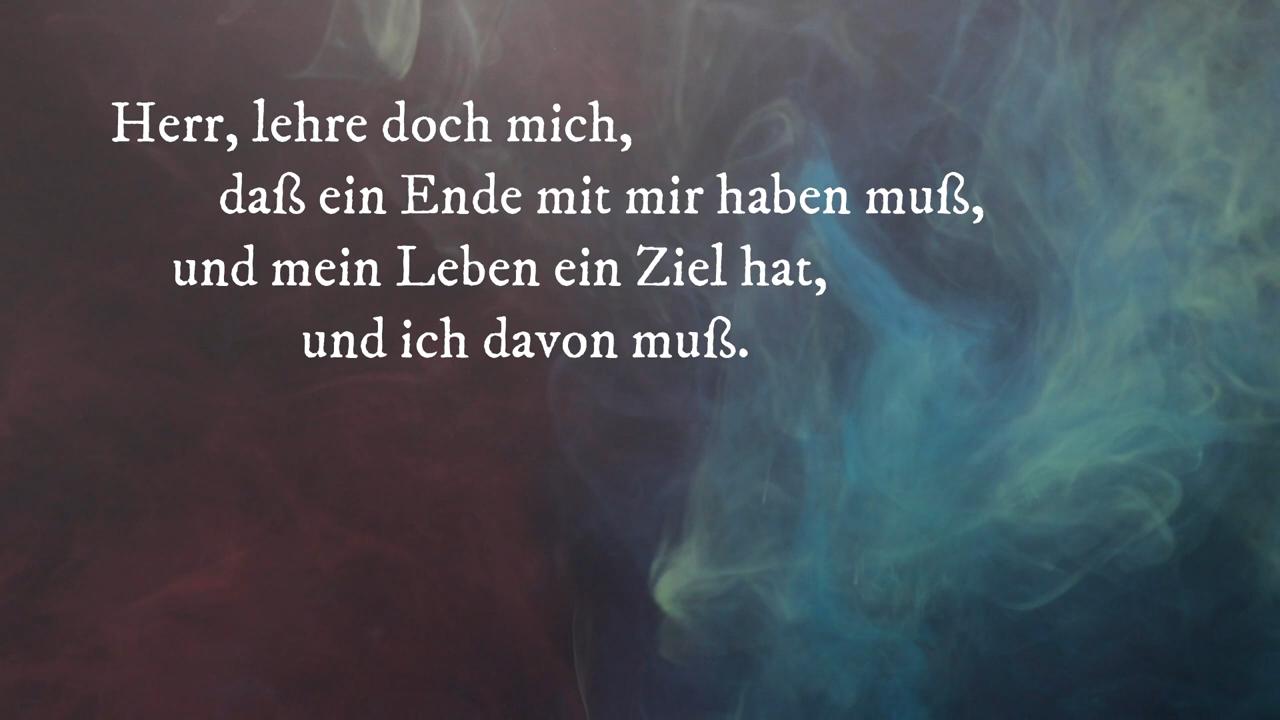 Herr, lehre doch mich,
daß ein Ende mit mir haben muß,
und mein Leben ein Ziel hat,
und ich davon muß.